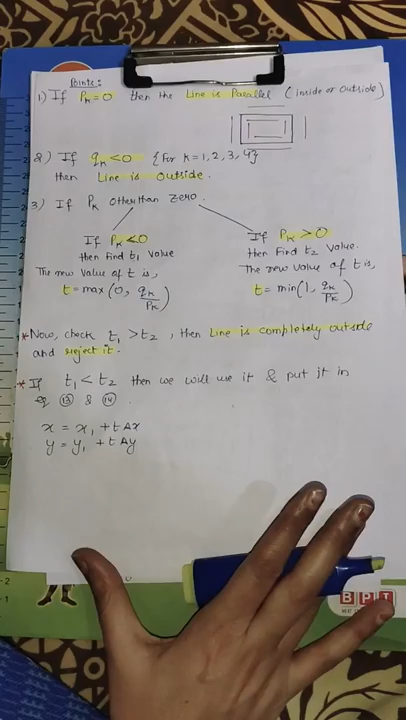 Points:
1) If Pk=0 then the Line is Parallel (inside or outside)
2) If qk<0 {For k=1,2,3,4}
then Line is outside.
3) If Pk other than zero.
If Pk<0
then find t1 value
The new value of t is,
t=max(0, qk/Pk)
If Pk>0
then find t2 value.
The new value of t is,
t=min(1, qk/Pk)
*Now, check t1>t2, then Line is completely outside
and reject it.
*If t1<t2 then we will use it & put it in
eq 13 & 14.
x = x1 + tΔx
y = y1 + tΔy
BPI